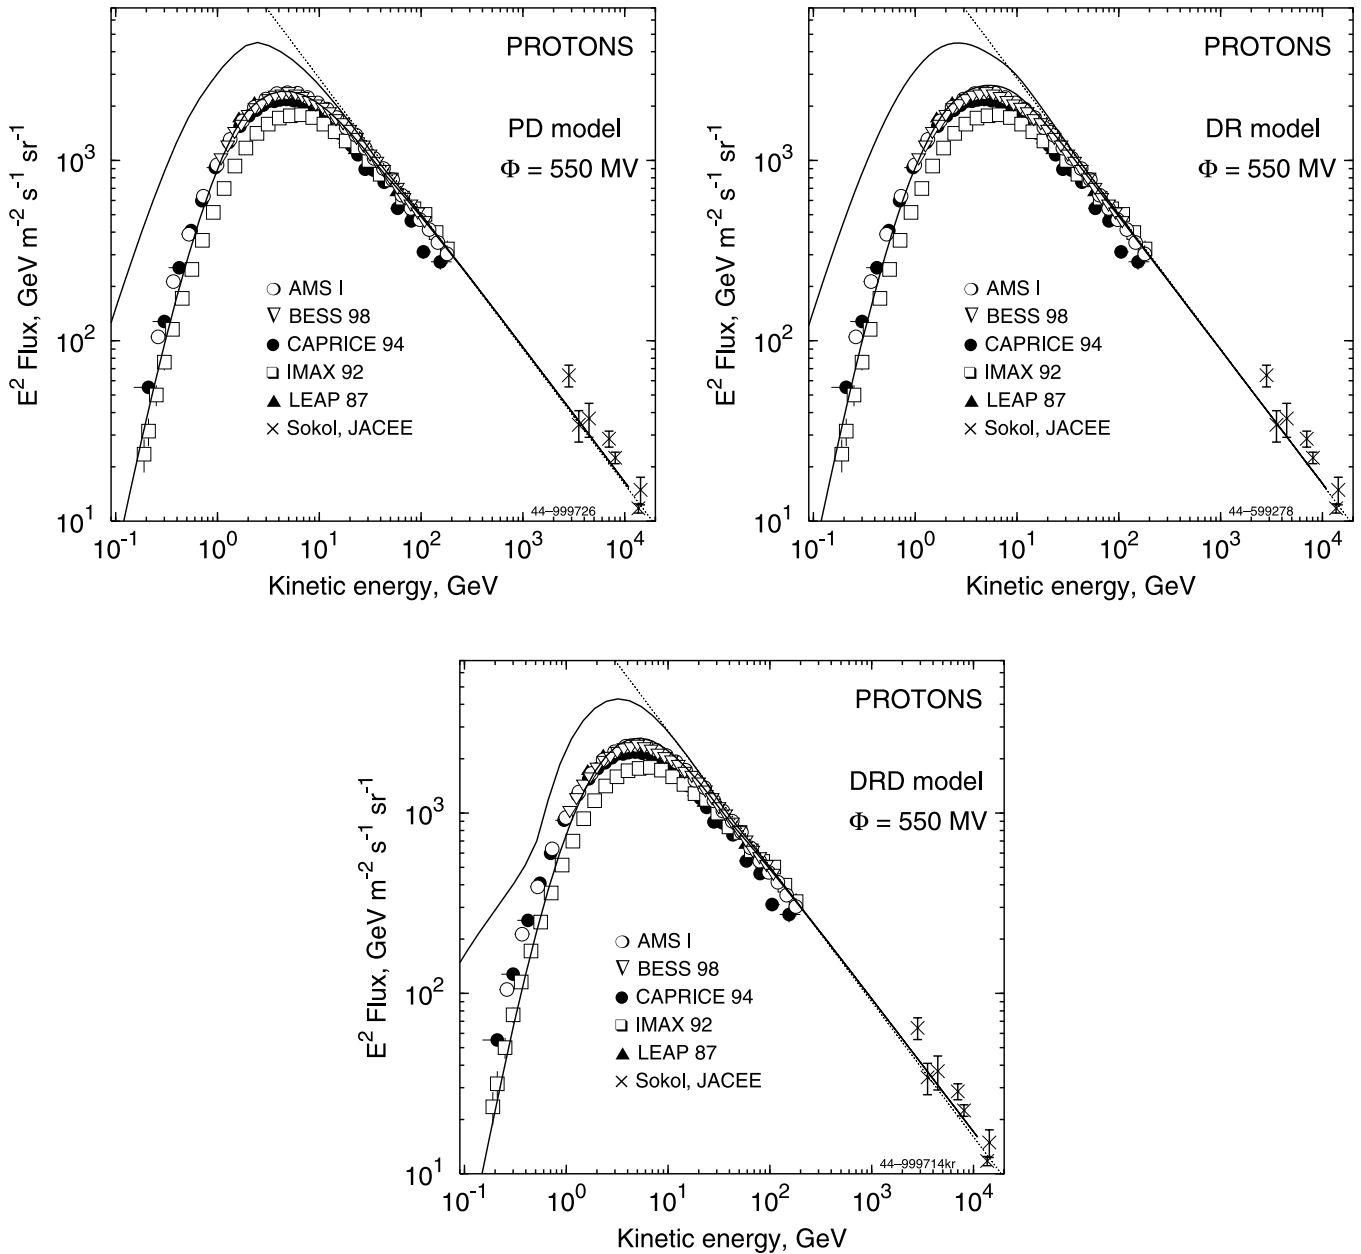 PROTONS
PD model
Φ = 550 MV
E² Flux, GeV m⁻² s⁻¹ sr⁻¹
10³
10²
10¹
AMS I
BESS 98
CAPRICE 94
IMAX 92
LEAP 87
Sokol, JACEE
44–999726
10⁻¹ 10⁰ 10¹ 10² 10³ 10⁴
Kinetic energy, GeV
PROTONS
DR model
Φ = 550 MV
E² Flux, GeV m⁻² s⁻¹ sr⁻¹
10³
10²
10¹
AMS I
BESS 98
CAPRICE 94
IMAX 92
LEAP 87
Sokol, JACEE
44–599278
10⁻¹ 10⁰ 10¹ 10² 10³ 10⁴
Kinetic energy, GeV
PROTONS
DRD model
Φ = 550 MV
E² Flux, GeV m⁻² s⁻¹ sr⁻¹
10³
10²
10¹
AMS I
BESS 98
CAPRICE 94
IMAX 92
LEAP 87
Sokol, JACEE
44–999714kr
10⁻¹ 10⁰ 10¹ 10² 10³ 10⁴
Kinetic energy, GeV